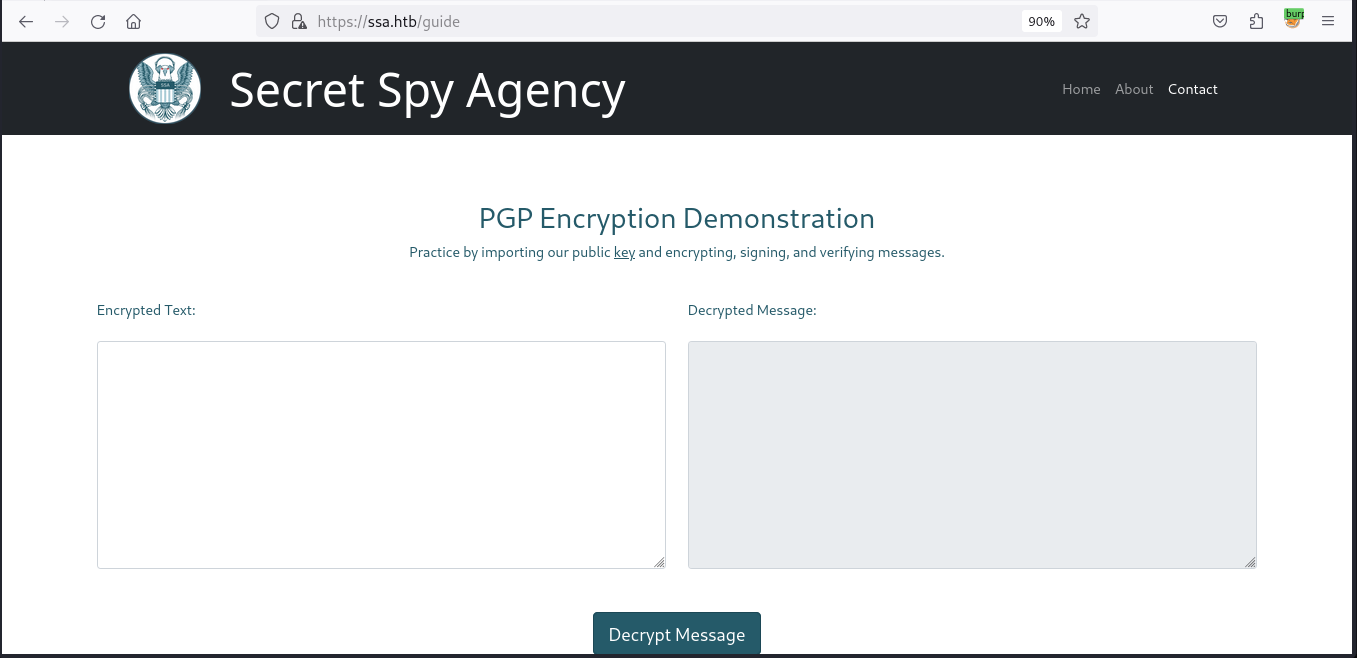 https://ssa.htb/guide
90%
Secret Spy Agency
Home About Contact
PGP Encryption Demonstration
Practice by importing our public key and encrypting, signing, and verifying messages.
Encrypted Text:
Decrypted Message:
Decrypt Message